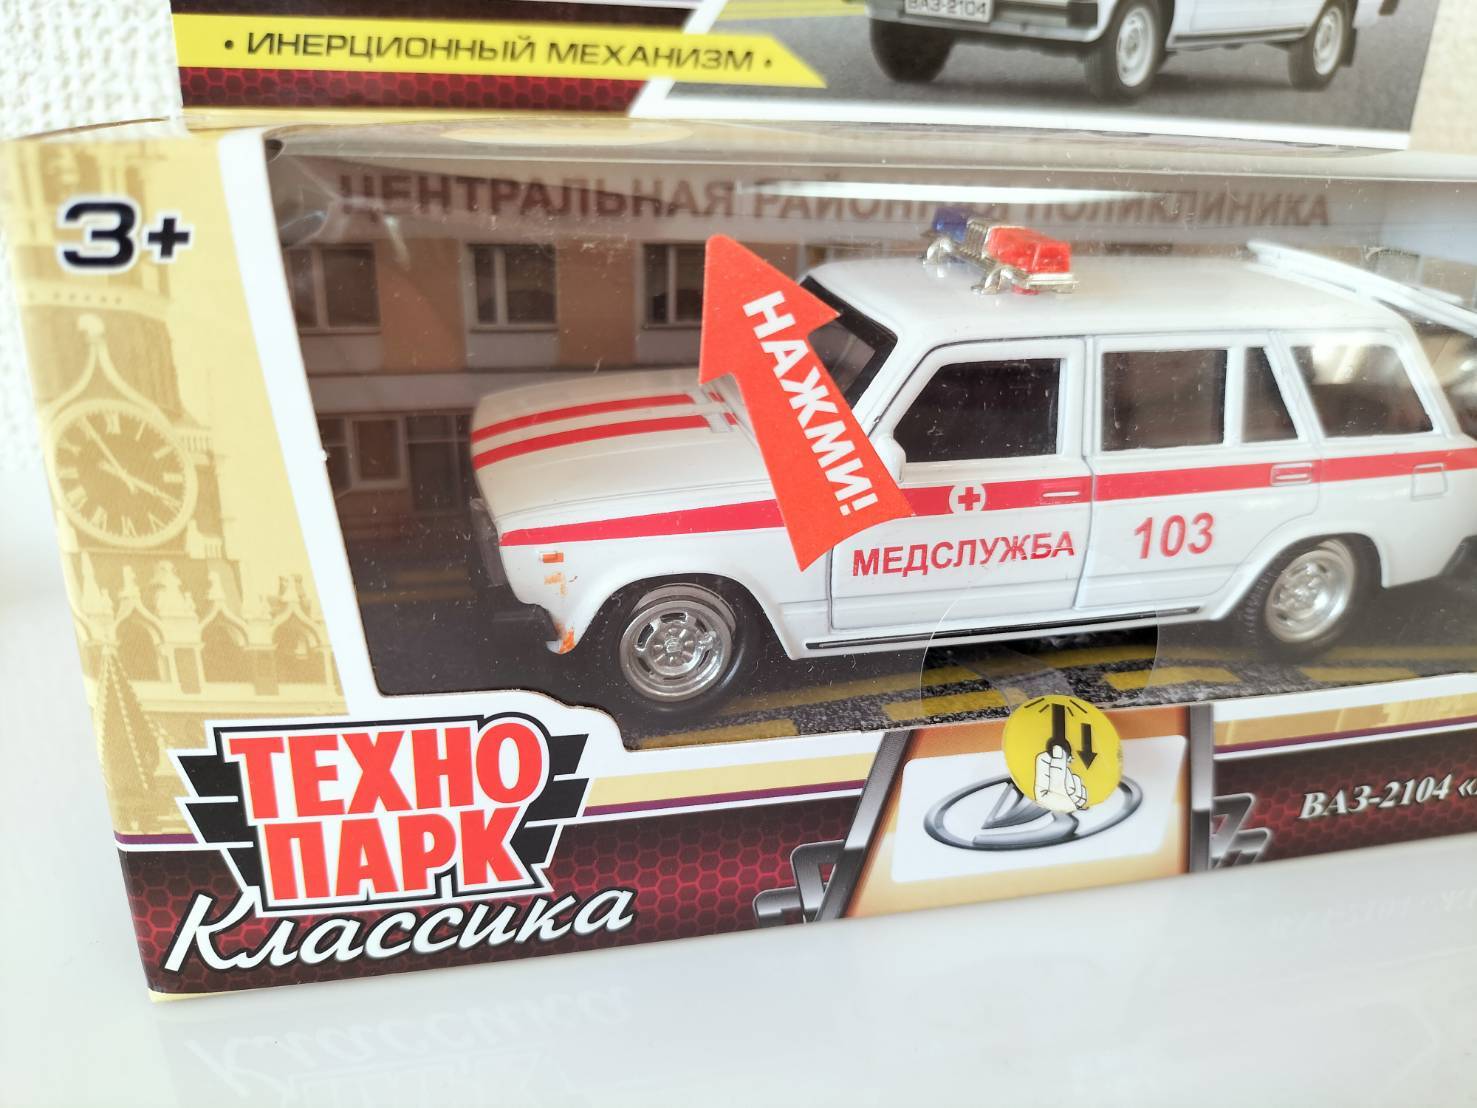 ВАЗ-2104
• ИНЕРЦИОННЫЙ МЕХАНИЗМ •
3+
ЦЕНТРАЛЬНАЯ РАЙОННАЯ ПОЛИКЛИНИКА
НАЖМИ!
МЕДСЛУЖБА
103
ТЕХНО
ПАРК
Классика
ВАЗ-2104